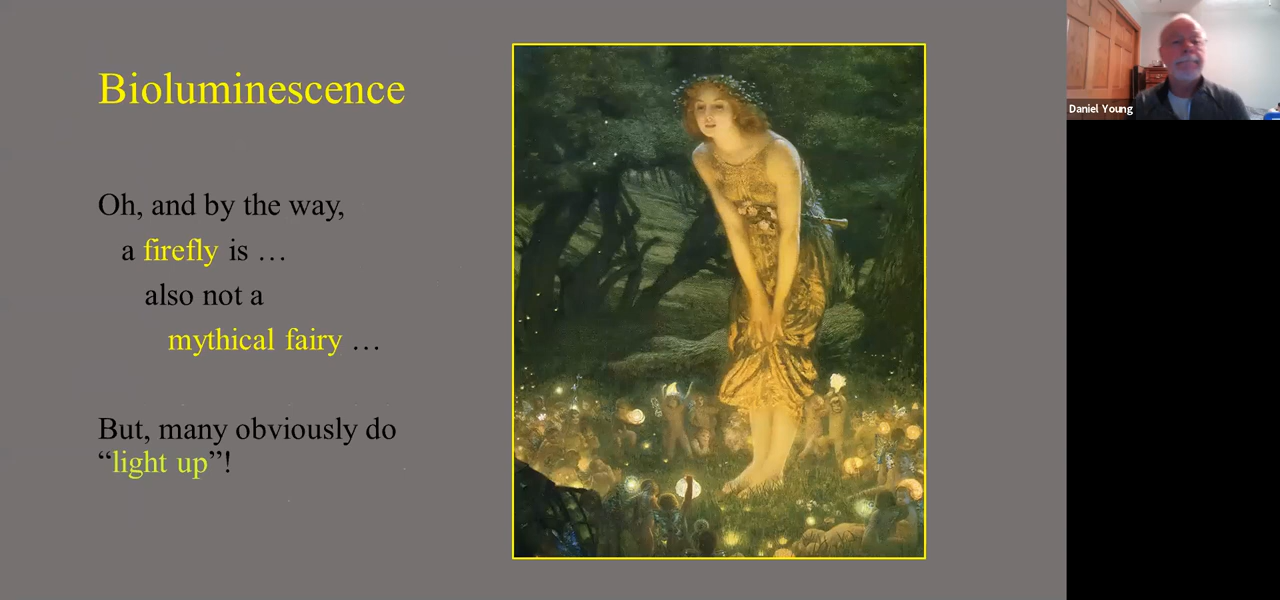 Bioluminescence
Oh, and by the way,
a firefly is …
also not a
mythical fairy …
But, many obviously do
“light up”!
Daniel Young